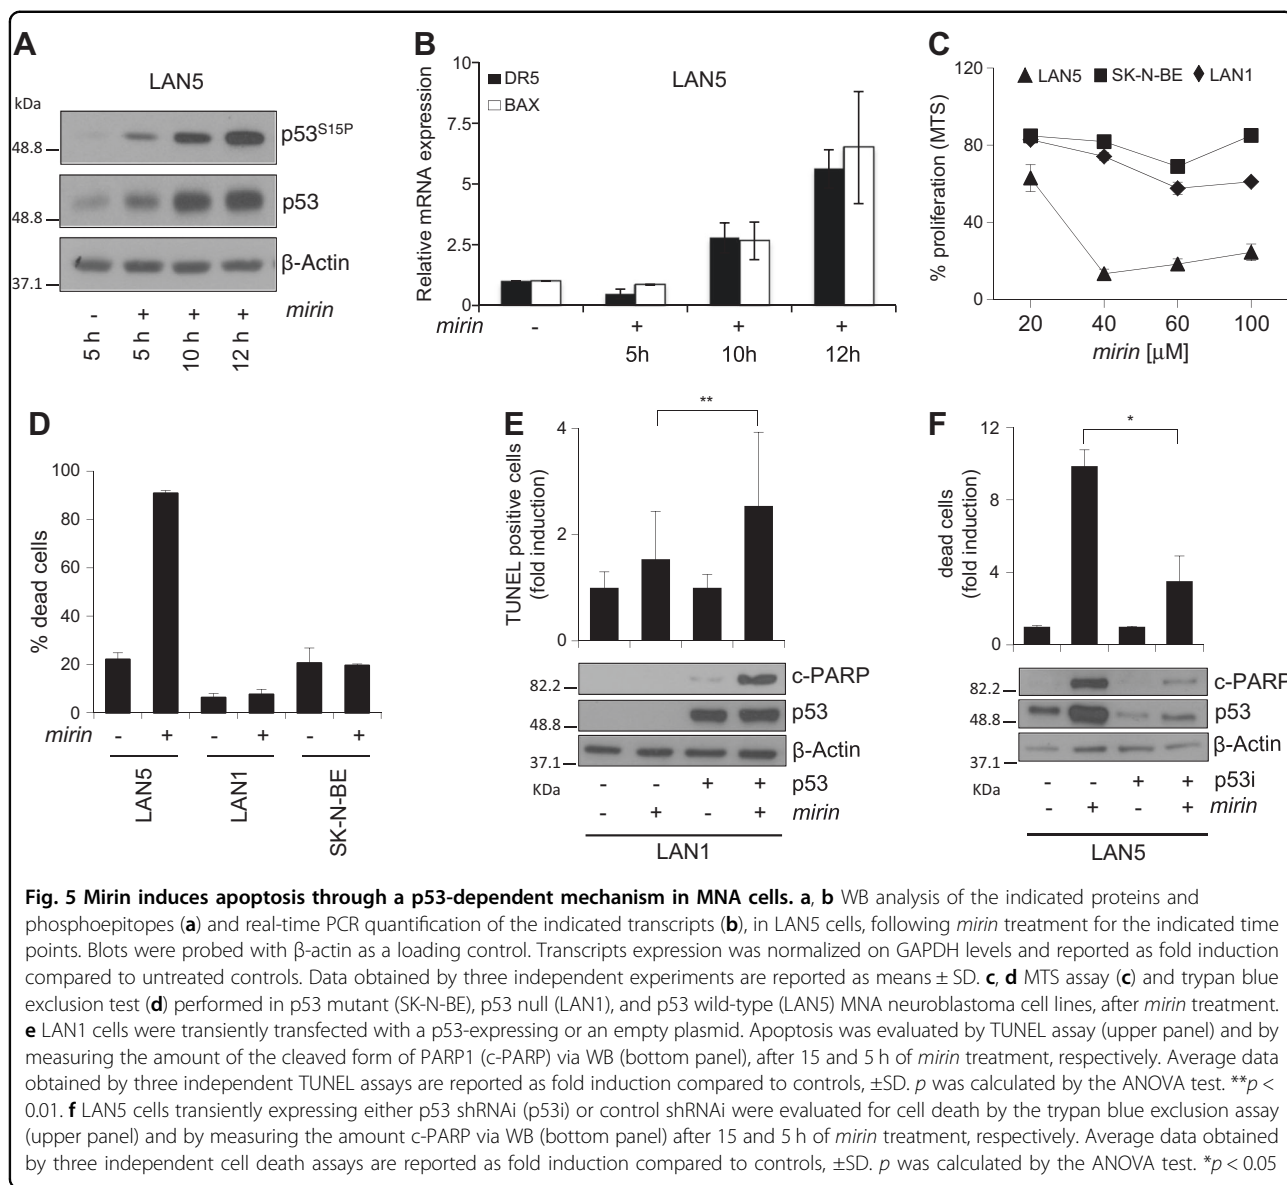 A
LAN5
kDa
p53S15P
48.8
p53
48.8
β-Actin
37.1
- + + + mirin
5 h 5 h 10 h 12 h
B
LAN5
DR5
BAX
Relative mRNA expression
10
7.5
5
2.5
0
mirin - + + +
5h 10h 12h
C
LAN5 SK-N-BE LAN1
% proliferation (MTS)
120
80
40
0
20 40 60 100
mirin [μM]
D
% dead cells
100
80
60
40
20
0
mirin - + - + - +
LAN5 LAN1 SK-N-BE
E
**
TUNEL positive cells
(fold induction)
4
2
0
c-PARP
82.2
p53
48.8
β-Actin
37.1
KDa
- - + + p53
- + - + mirin
LAN1
F
*
dead cells
(fold induction)
12
8
4
0
c-PARP
82.2
p53
48.8
β-Actin
37.1
KDa
- - + + p53i
- + - + mirin
LAN5
Fig. 5 Mirin induces apoptosis through a p53-dependent mechanism in MNA cells. a, b WB analysis of the indicated proteins and
phosphoepitopes (a) and real-time PCR quantification of the indicated transcripts (b), in LAN5 cells, following mirin treatment for the indicated time
points. Blots were probed with β-actin as a loading control. Transcripts expression was normalized on GAPDH levels and reported as fold induction
compared to untreated controls. Data obtained by three independent experiments are reported as means ± SD. c, d MTS assay (c) and trypan blue
exclusion test (d) performed in p53 mutant (SK-N-BE), p53 null (LAN1), and p53 wild-type (LAN5) MNA neuroblastoma cell lines, after mirin treatment.
e LAN1 cells were transiently transfected with a p53-expressing or an empty plasmid. Apoptosis was evaluated by TUNEL assay (upper panel) and by
measuring the amount of the cleaved form of PARP1 (c-PARP) via WB (bottom panel), after 15 and 5 h of mirin treatment, respectively. Average data
obtained by three independent TUNEL assays are reported as fold induction compared to controls, ±SD. p was calculated by the ANOVA test. **p <
0.01. f LAN5 cells transiently expressing either p53 shRNAi (p53i) or control shRNAi were evaluated for cell death by the trypan blue exclusion assay
(upper panel) and by measuring the amount c-PARP via WB (bottom panel) after 15 and 5 h of mirin treatment, respectively. Average data obtained
by three independent cell death assays are reported as fold induction compared to controls, ±SD. p was calculated by the ANOVA test. *p < 0.05